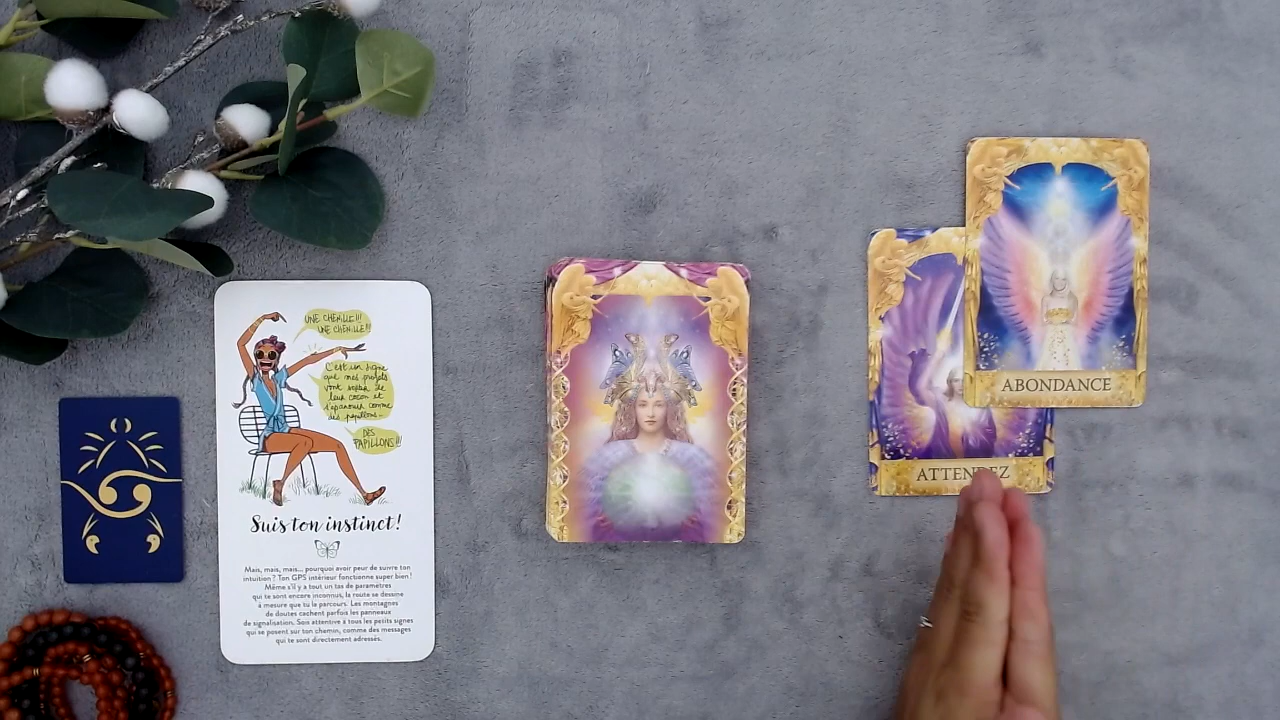 UNE CHENILLE!!!
UNE CHENILLE!!
C'est un signe
que mes projets
vont sortir de
leur cocon et
s'épanouir comme
des papillons...
DES
PAPILLONS!!!
Suis ton instinct!
Mais, mais, mais... pourquoi avoir peur de suivre ton
intuition ? Ton GPS intérieur fonctionne super bien !
Même s'il y a tout un tas de paramètres
qui te sont encore inconnus, la route se dessine
à mesure que tu la parcours. Les montagnes
de doutes cachent parfois les panneaux
de signalisation. Sois attentive à tous les petits signes
qui se posent sur ton chemin, comme des messages
qui te sont directement adressés.
ABONDANCE
ATTENDEZ